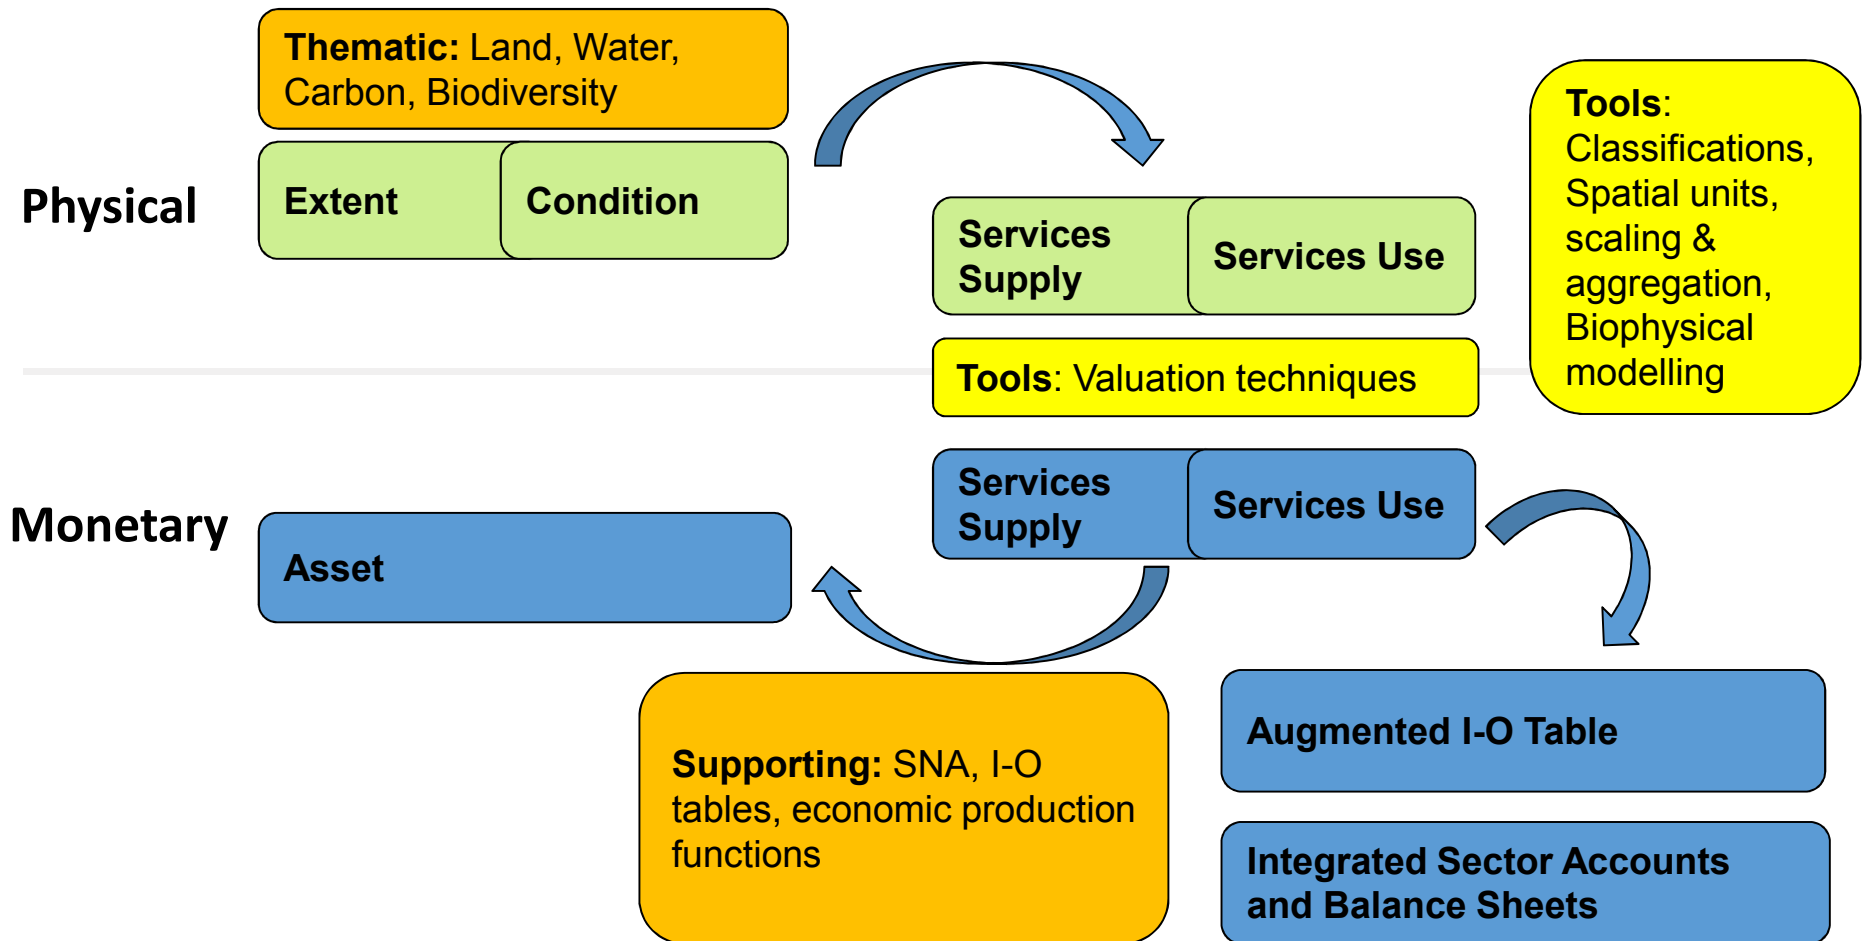 Thematic: Land, Water,
Carbon, Biodiversity
Physical
Extent
Condition
Services
Supply
Services Use
Tools:
Classifications,
Spatial units,
scaling &
aggregation,
Biophysical
modelling
Tools: Valuation techniques
Monetary
Asset
Services
Supply
Services Use
Supporting: SNA, I-O
tables, economic production
functions
Augmented I-O Table
Integrated Sector Accounts
and Balance Sheets